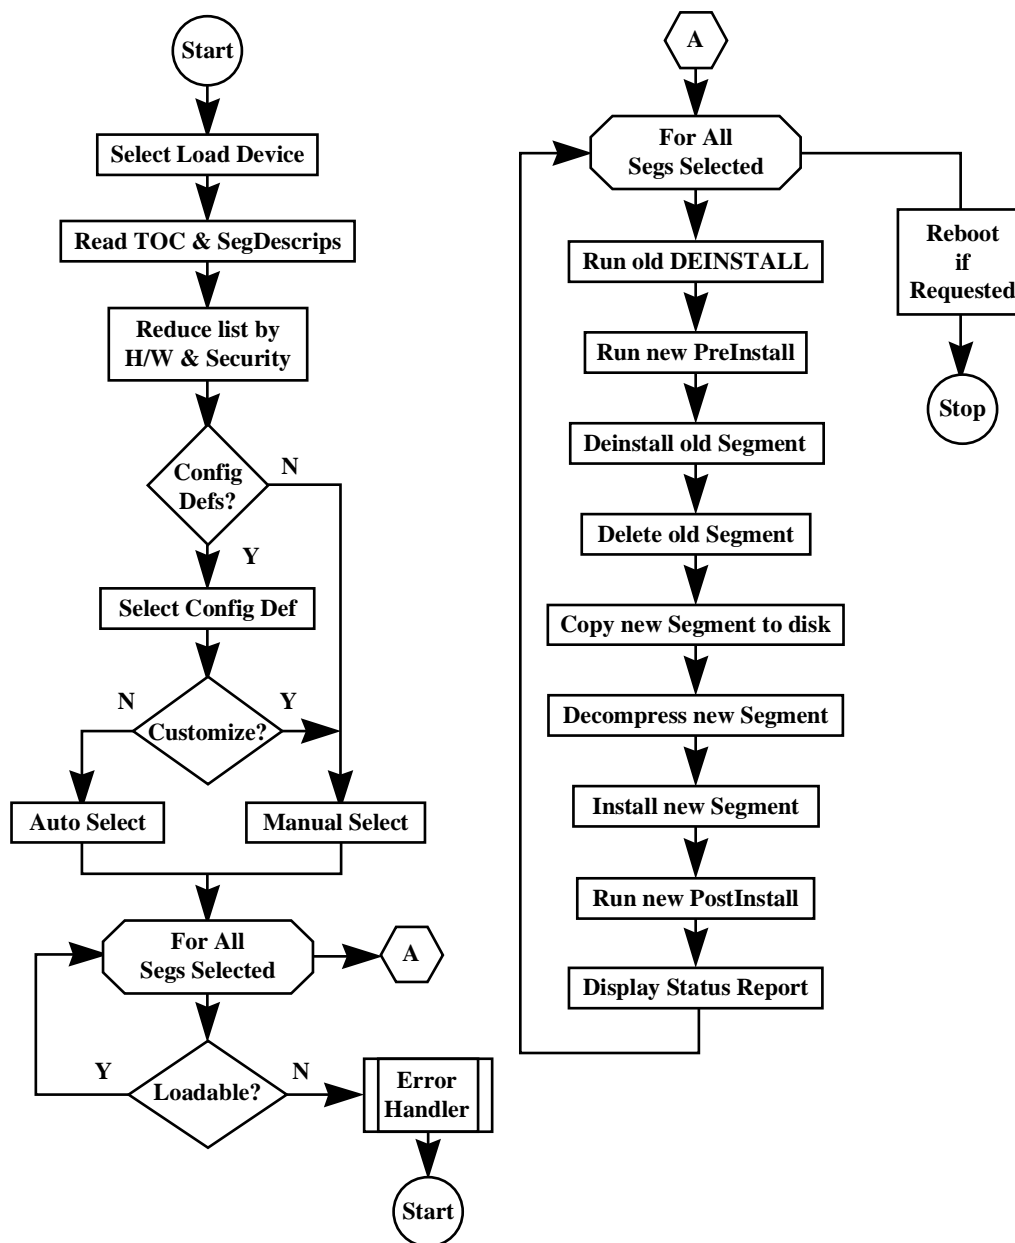 Start
Select Load Device
Read TOC & SegDescrips
Reduce list by
H/W & Security
Config
Defs?
N
Y
Select Config Def
N
Y
Customize?
Auto Select
Manual Select
For All
Segs Selected
A
Y
N
Loadable?
Error
Handler
Start
A
For All
Segs Selected
Reboot
if
Requested
Stop
Run old DEINSTALL
Run new PreInstall
Deinstall old Segment
Delete old Segment
Copy new Segment to disk
Decompress new Segment
Install new Segment
Run new PostInstall
Display Status Report